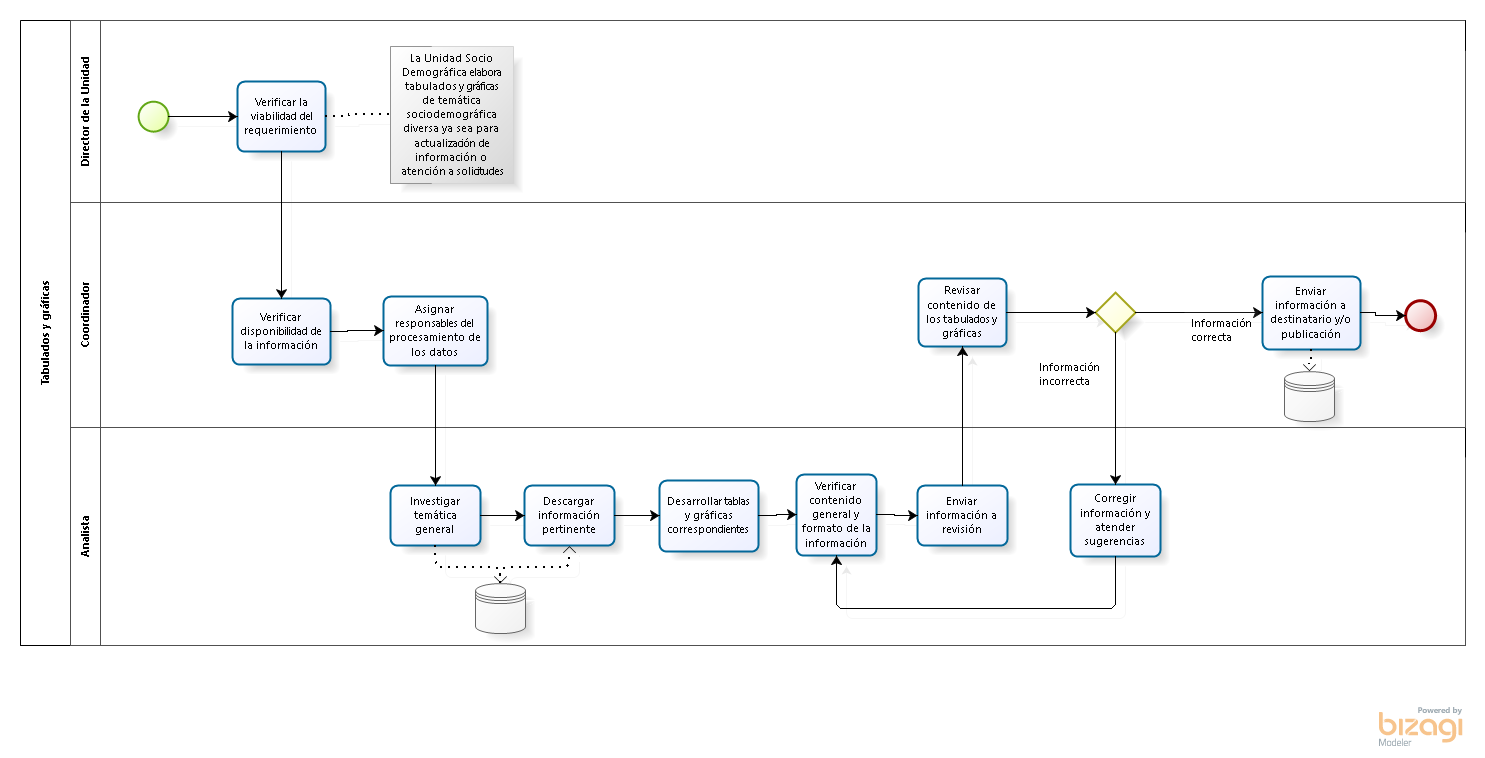 Tabulados y gráficas
Director de la Unidad
Verificar la
viabilidad del
requerimiento
La Unidad Socio
Demográfica elabora
tabulados y gráficas
de temática
sociodemográfica
diversa ya sea para
actualización de
información o
atención a solicitudes
Coordinador
Verificar
disponibilidad de
la información
Asignar
responsables del
procesamiento de
los datos
Revisar
contenido de
los tabulados y
gráficas
Información
incorrecta
Información
correcta
Enviar
información a
destinatario y/o
publicación
Analista
Investigar
temática
general
Descargar
información
pertinente
Desarrollar tablas
y gráficas
correspondientes
Verificar
contenido
general y
formato de la
información
Enviar
información a
revisión
Corregir
información y
atender
sugerencias
Powered by
bizagi
Modeler